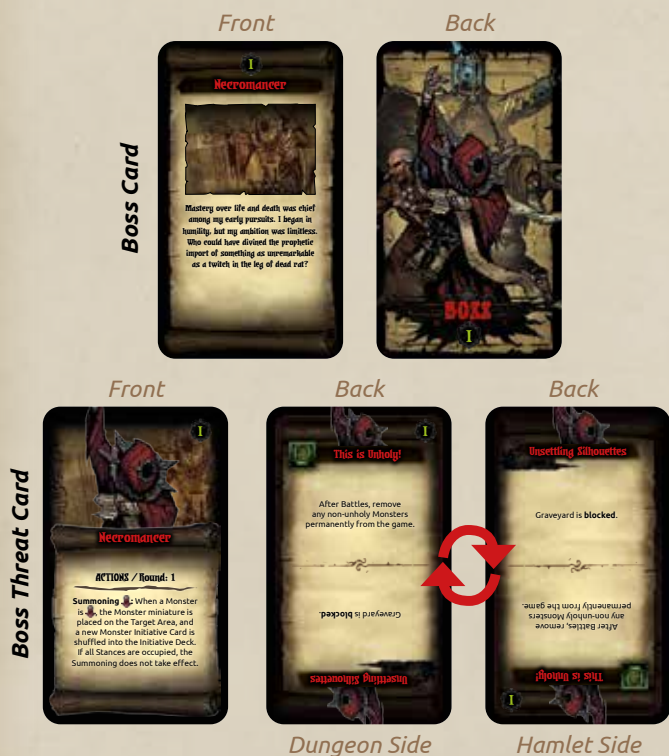 Front
Back
Boss Card
I
Necromancer
Mastery over life and death was chief
among my early pursuits. I began in
humility, but my ambition was limitless.
Who could have divined the prophetic
import of something as unremarkable
as a twitch in the leg of dead rat?
BOSS
I
Front
Back
Back
Boss Threat Card
I
Necromancer
ACTIONS / Round: 1
Summoning : When a Monster
is , the Monster miniature is
placed on the Target Area, and
a new Monster Initiative Card is
shuffled into the Initiative Deck.
If all Stances are occupied, the
Summoning does not take effect.
I
This is Unholy!
After Battles, remove
any non-unholy Monsters
permanently from the game.
Graveyard is blocked.
Unsettling Silhouettes
Unsettling Silhouettes
Graveyard is blocked.
After Battles, remove
any non-unholy Monsters
permanently from the game.
This is Unholy!
I
Dungeon Side
Hamlet Side